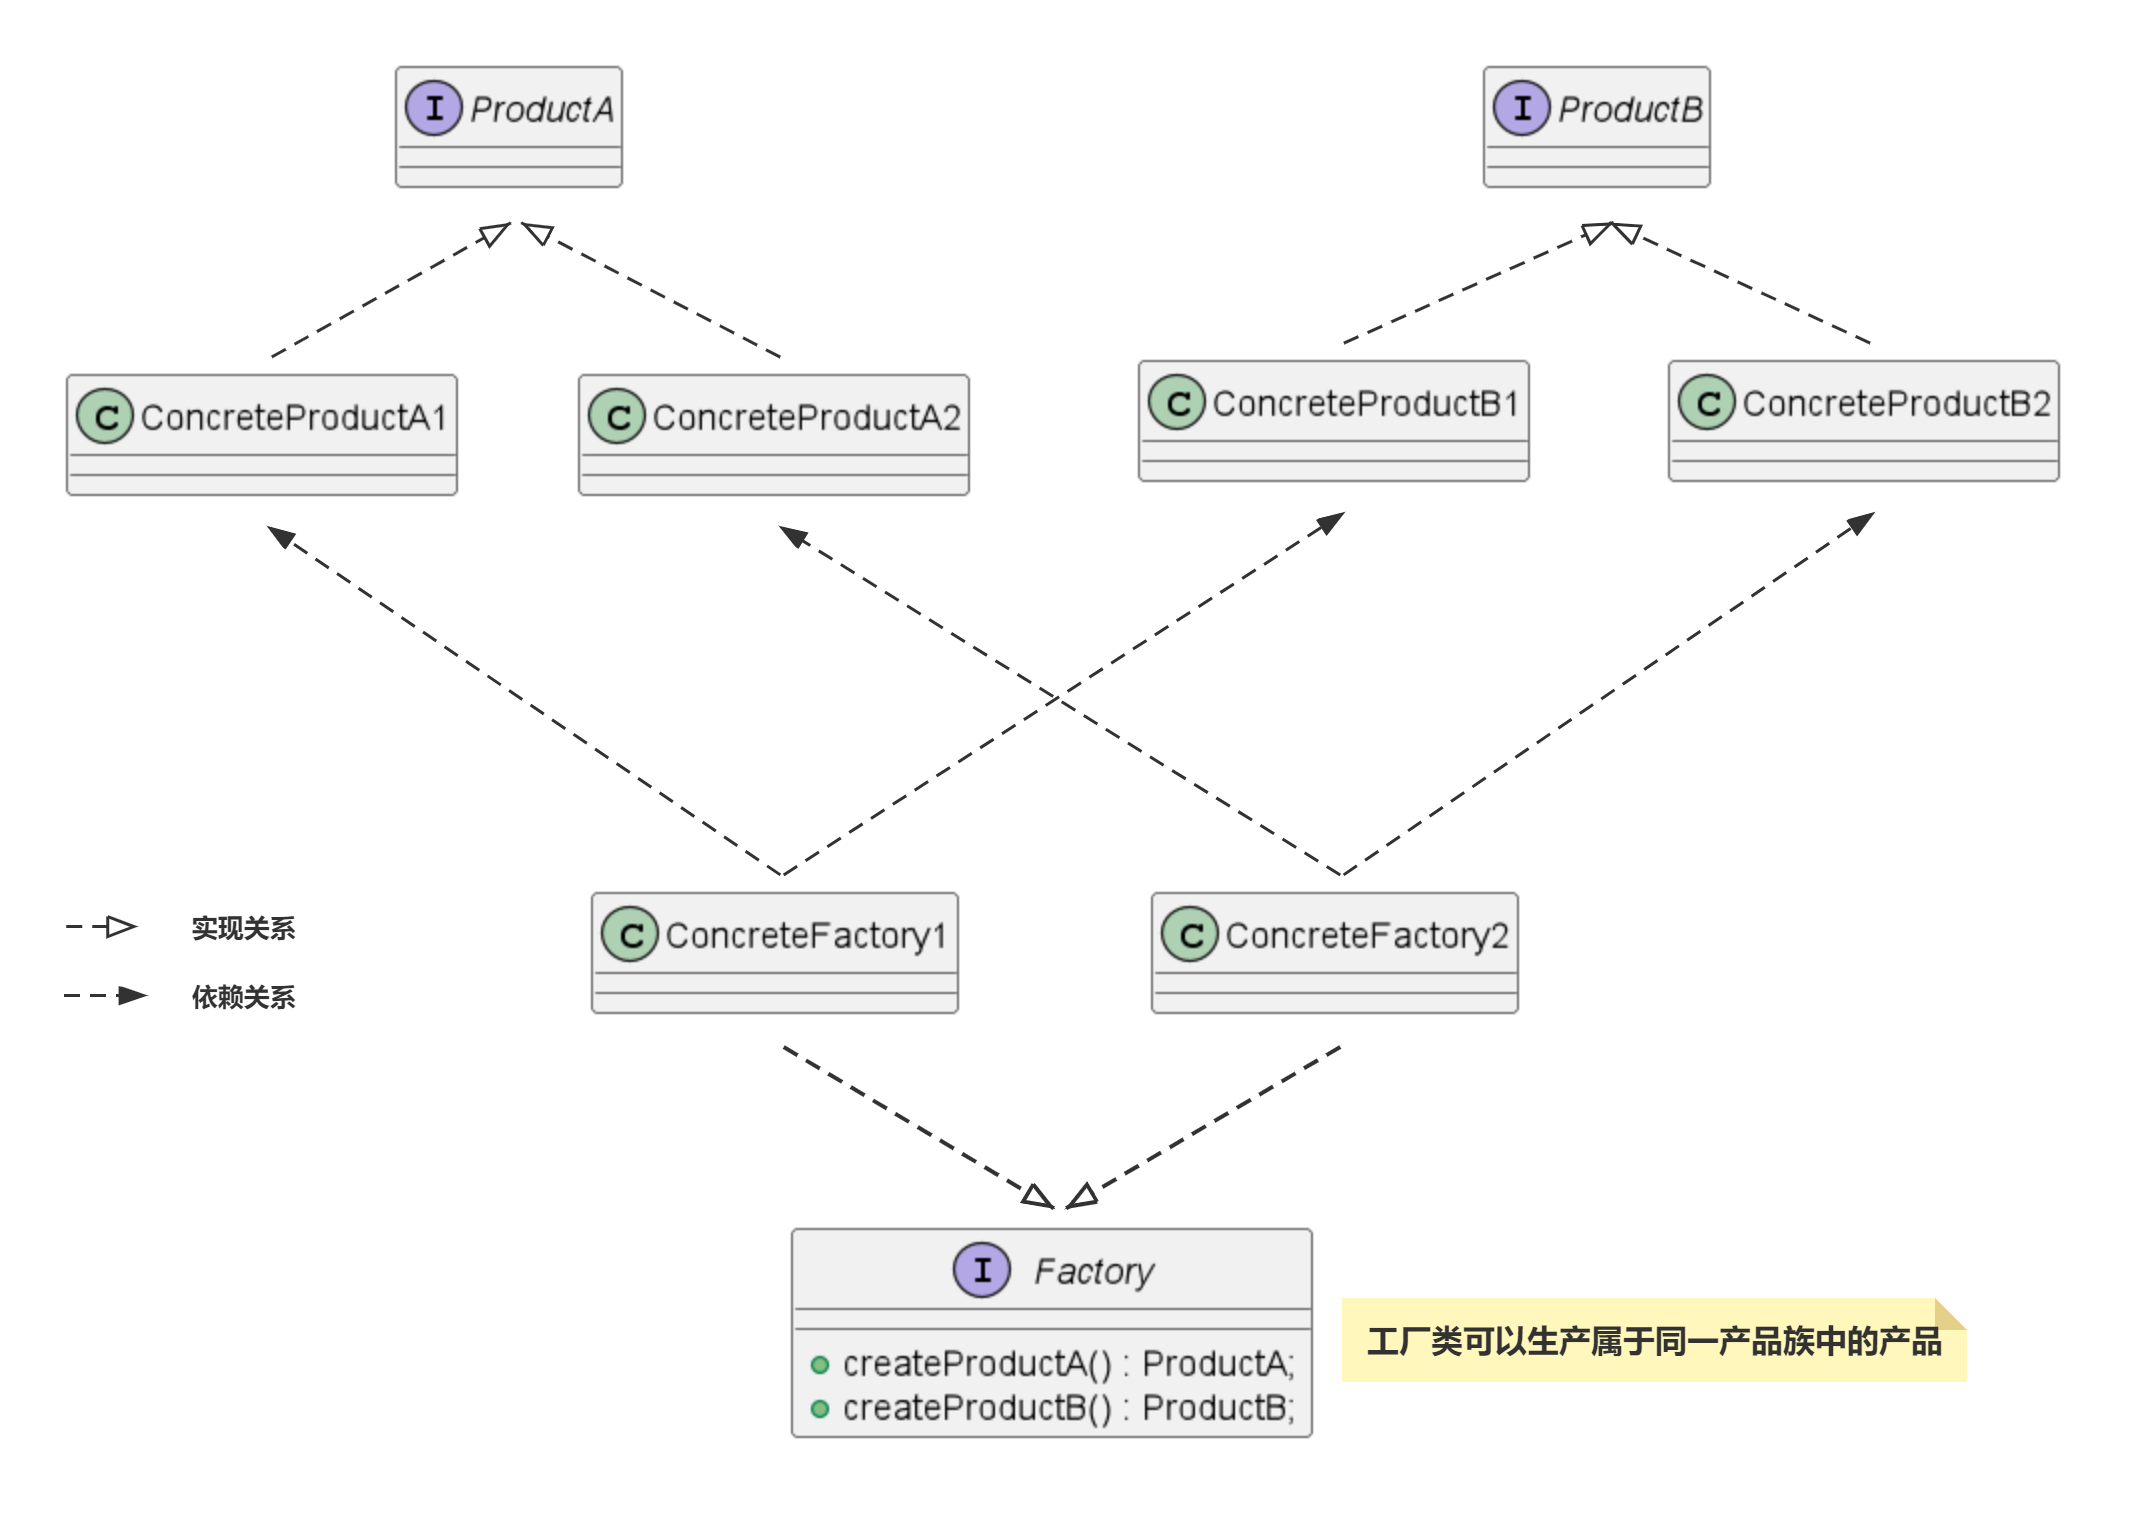 I ProductA
I ProductB
C ConcreteProductA1
C ConcreteProductA2
C ConcreteProductB1
C ConcreteProductB2
实现关系
依赖关系
C ConcreteFactory1
C ConcreteFactory2
I Factory
createProductA() : ProductA;
createProductB() : ProductB;
工厂类可以生产属于同一产品族中的产品